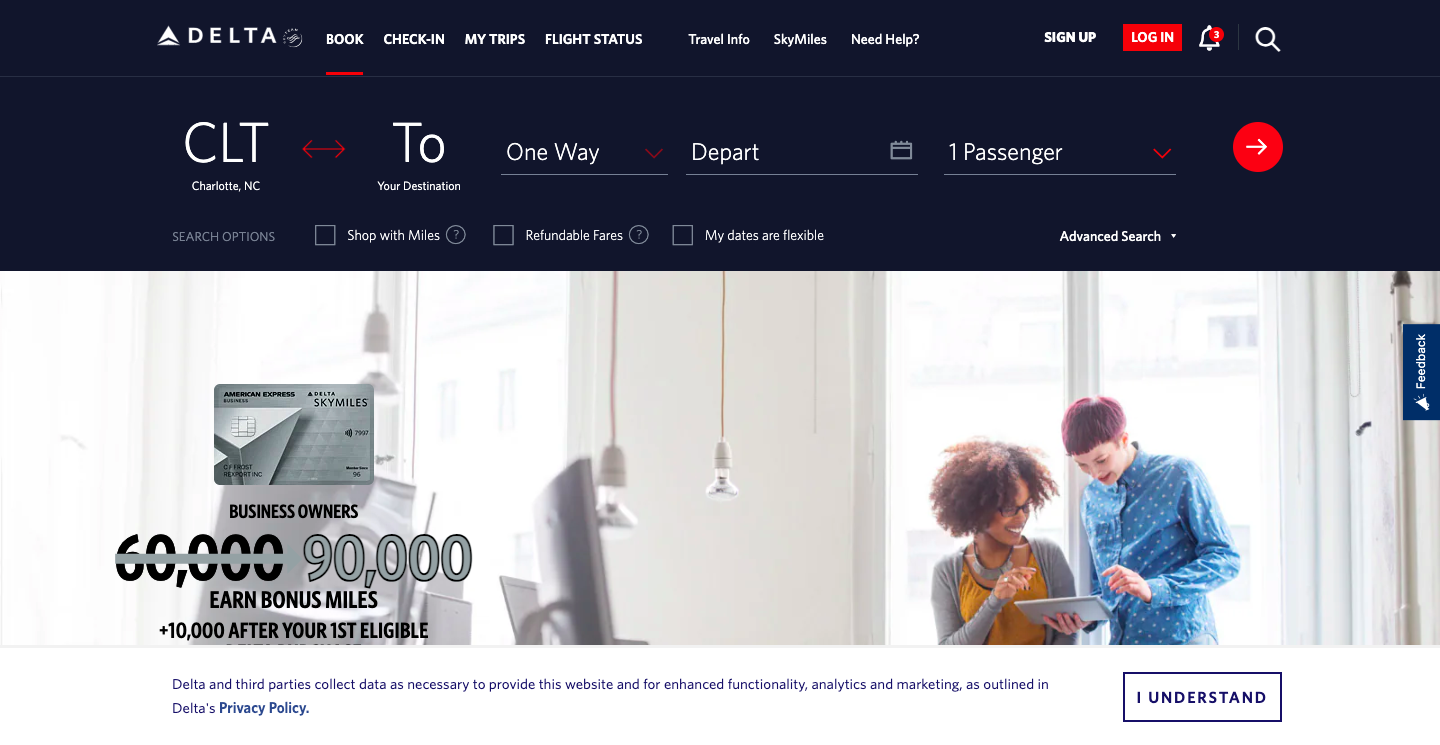 DELTA
BOOK CHECK-IN MY TRIPS FLIGHT STATUS Travel Info SkyMiles Need Help? SIGN UP LOG IN 3
CLT To One Way Depart 1 Passenger
Charlotte, NC Your Destination
SEARCH OPTIONS Shop with Miles ? Refundable Fares ? My dates are flexible Advanced Search
Feedback
AMERICAN EXPRESS DELTA
BUSINESS SKYMILES
7997
C F FROST
REXPORT INC 96
BUSINESS OWNERS
60,000 90,000
EARN BONUS MILES
+10,000 AFTER YOUR 1ST ELIGIBLE
Delta and third parties collect data as necessary to provide this website and for enhanced functionality, analytics and marketing, as outlined in
Delta's Privacy Policy.
I UNDERSTAND